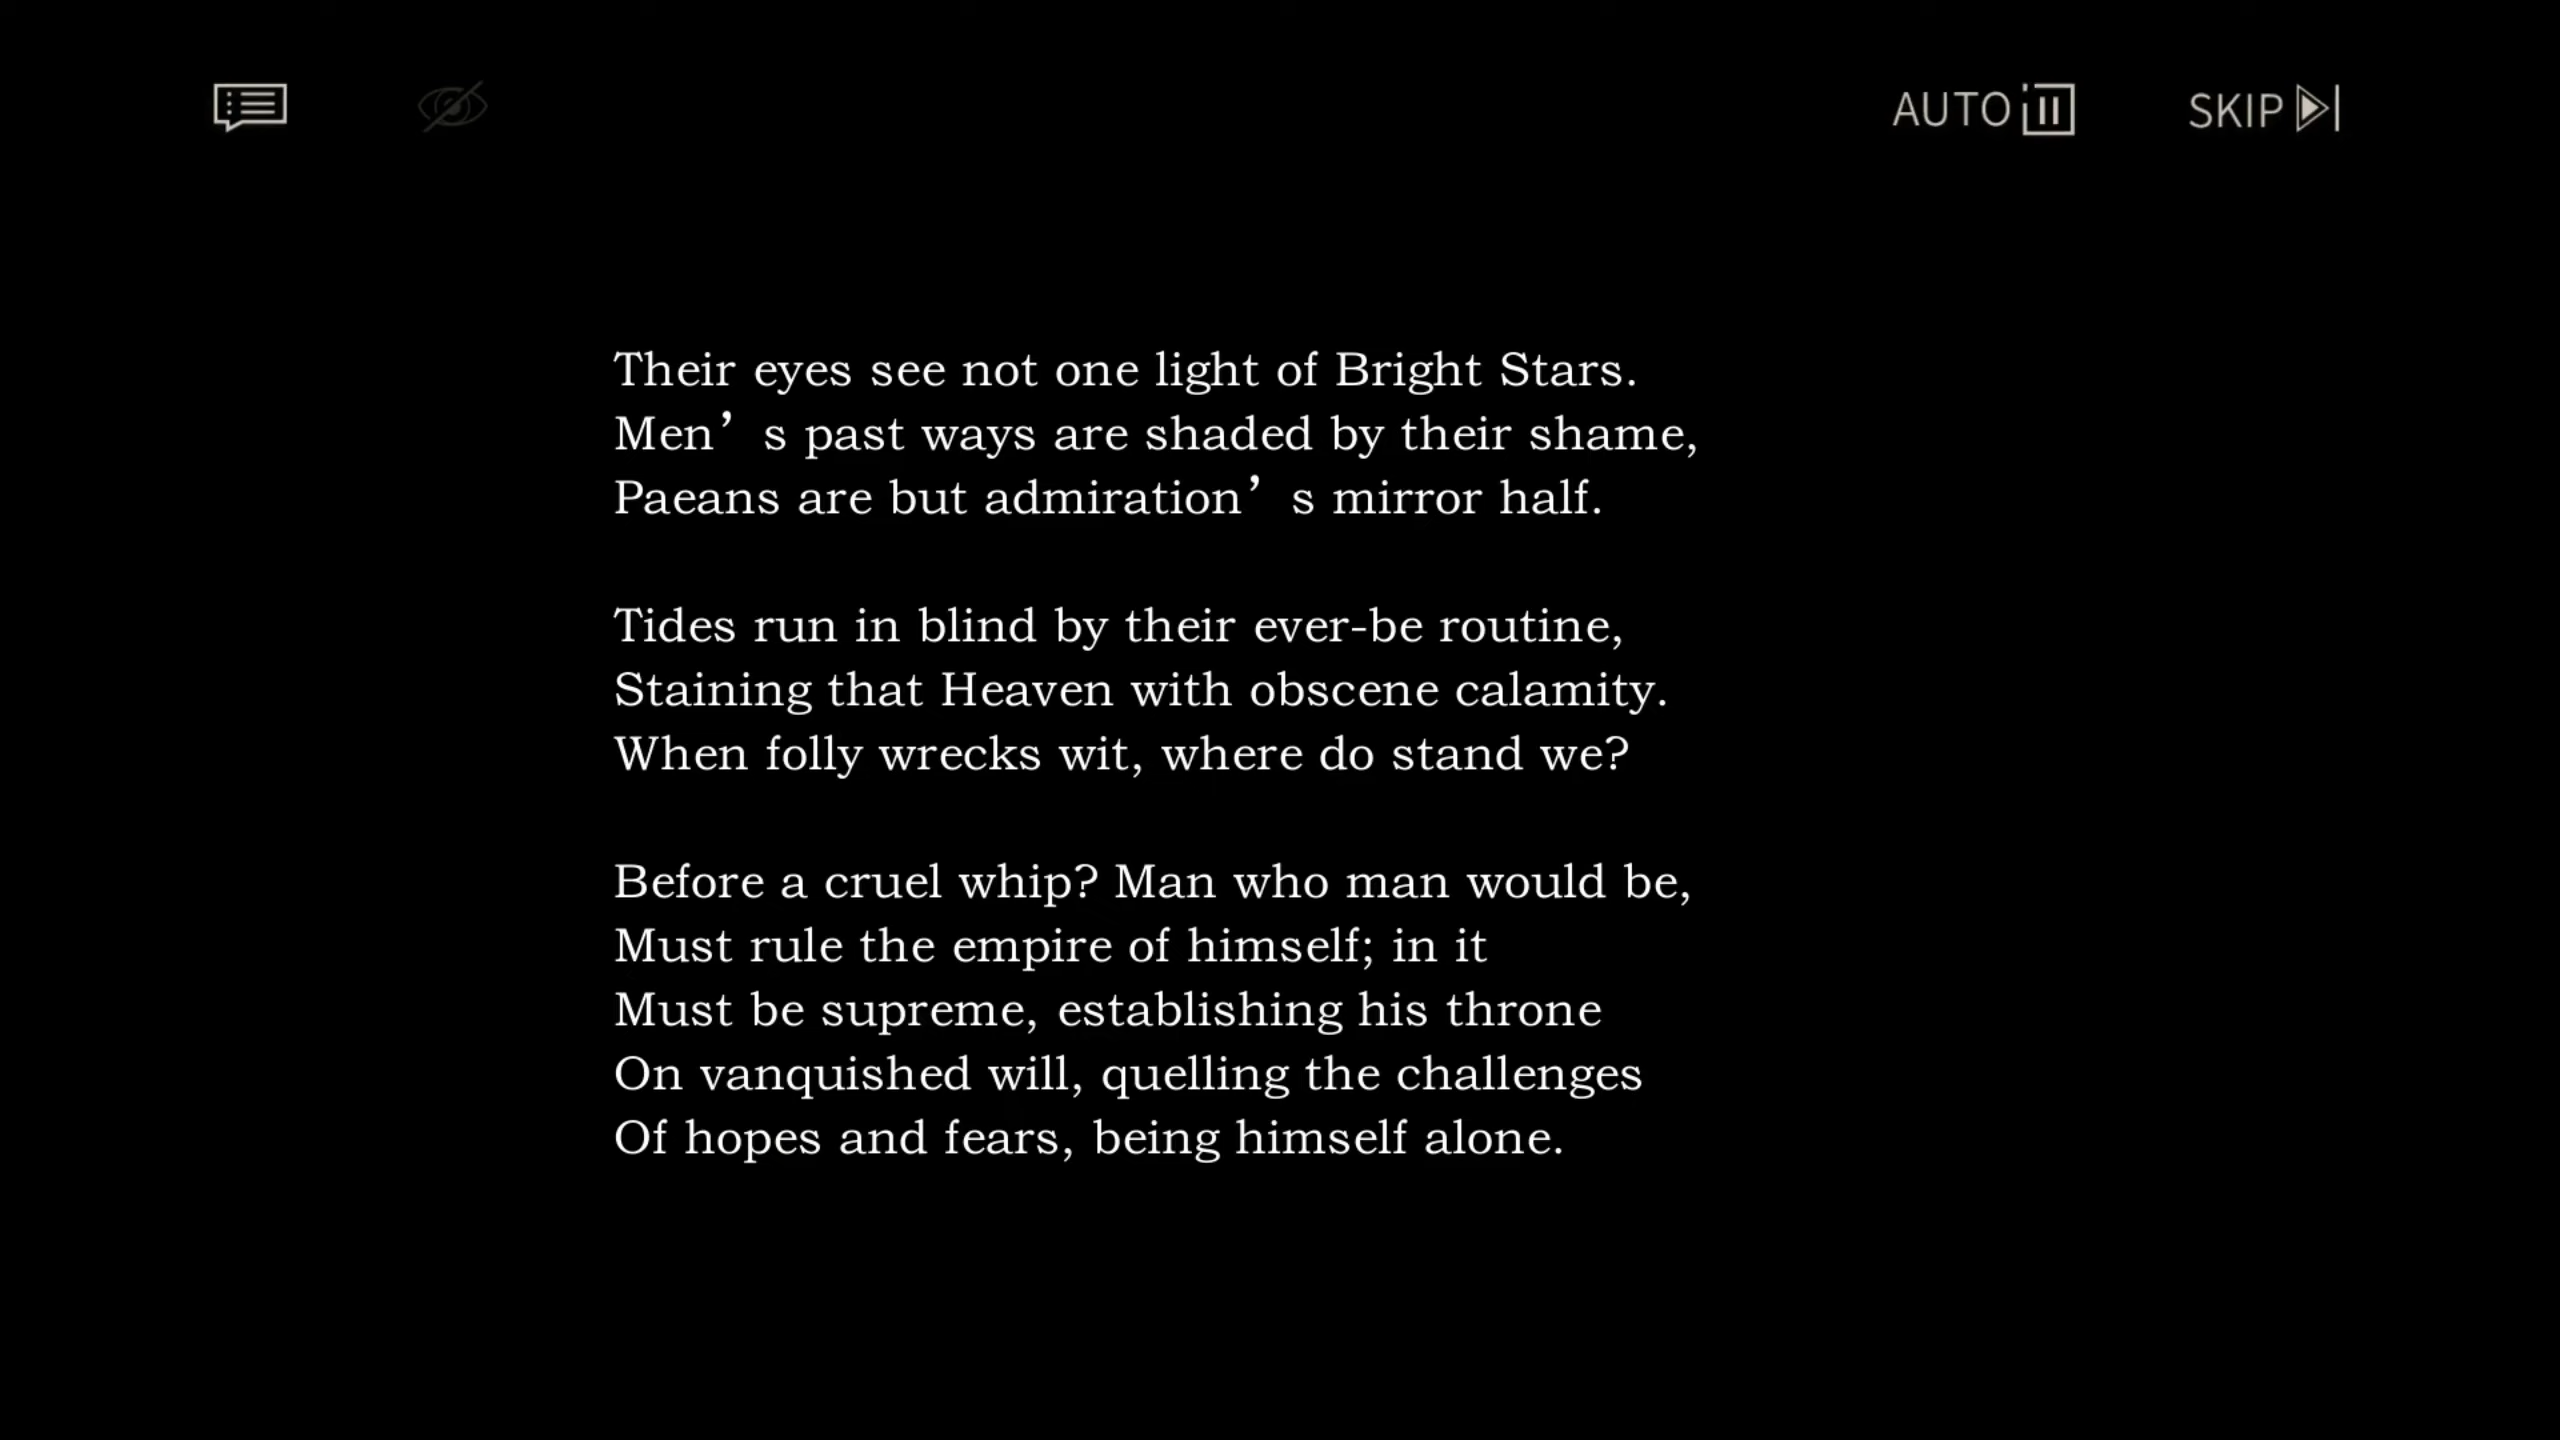 AUTO
SKIP
Their eyes see not one light of Bright Stars.
Men’s past ways are shaded by their shame,
Paeans are but admiration’s mirror half.
Tides run in blind by their ever-be routine,
Staining that Heaven with obscene calamity.
When folly wrecks wit, where do stand we?
Before a cruel whip? Man who man would be,
Must rule the empire of himself; in it
Must be supreme, establishing his throne
On vanquished will, quelling the challenges
Of hopes and fears, being himself alone.